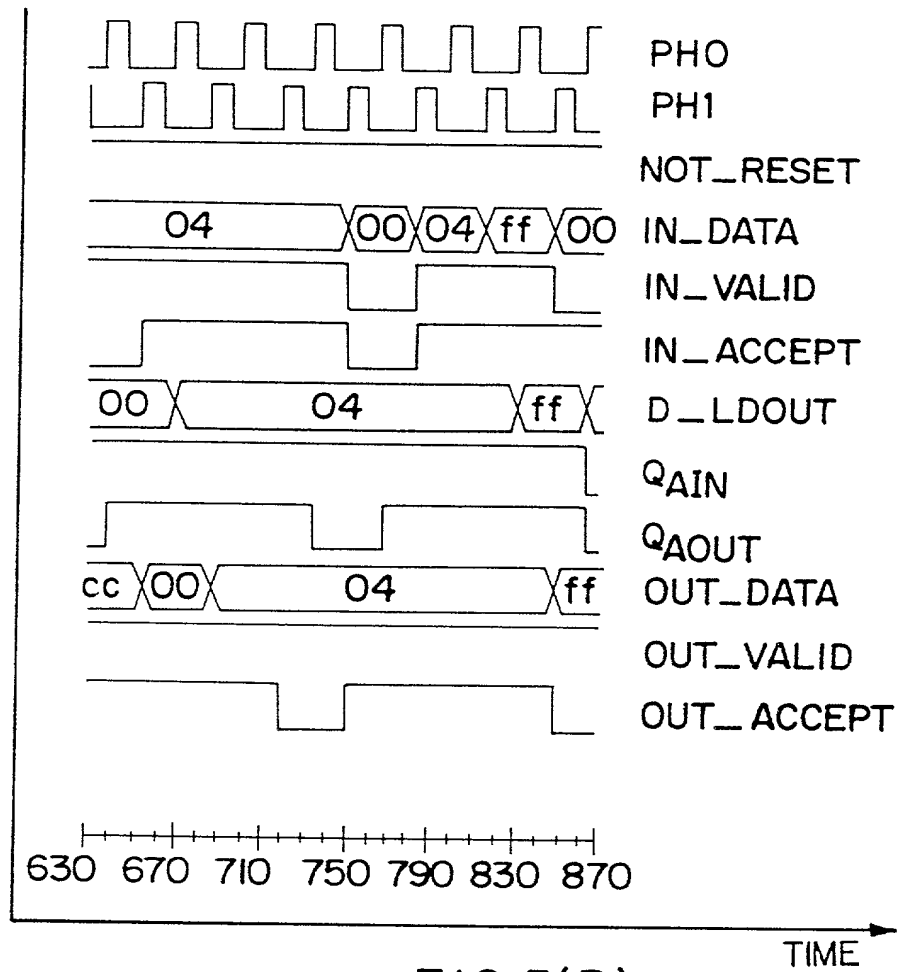 PH0
PH1
NOT_RESET
04 00 04 ff 00 IN_DATA
IN_VALID
IN_ACCEPT
00 04 ff D_LDOUT
QAIN
QAOUT
cc 00 04 ff OUT_DATA
OUT_VALID
OUT_ACCEPT
630 670 710 750 790 830 870
TIME